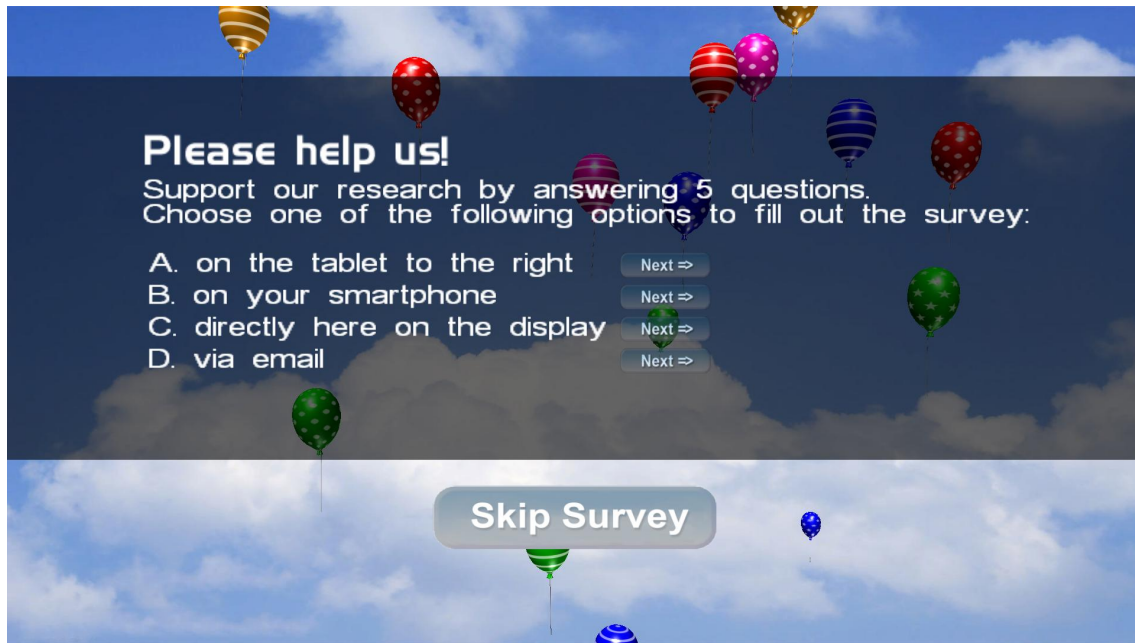 Please help us!
Support our research by answering 5 questions.
Choose one of the following options to fill out the survey:
A. on the tablet to the right Next ⇒
B. on your smartphone Next ⇒
C. directly here on the display Next ⇒
D. via email Next ⇒
Skip Survey